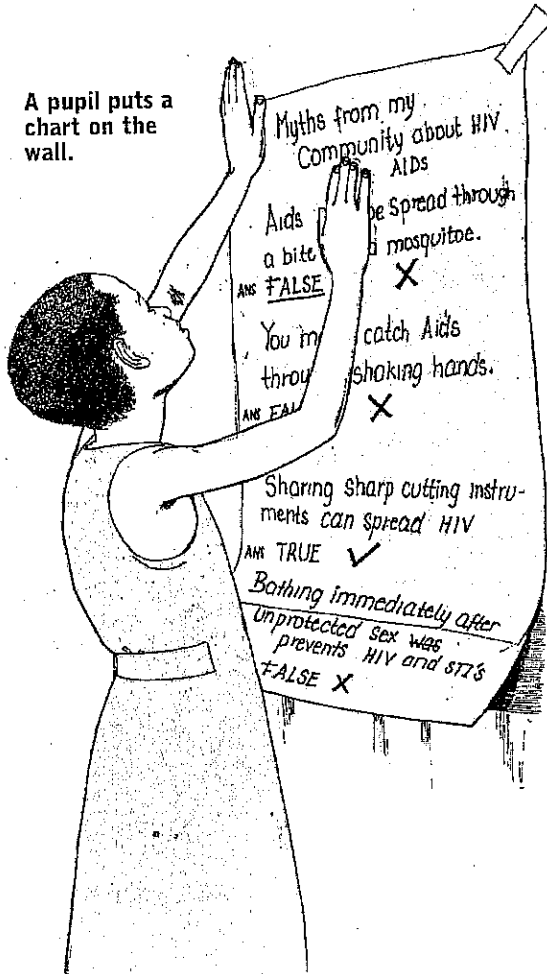 A pupil puts a
chart on the
wall.
Myths from my
Community about HIV
AIDS
Aids be spread through
a bite a mosquitoe.
ANS FALSE X
You catch Aids
through shaking hands.
ANS X
Sharing Sharp cutting instru-
ments can spread HIV
ANS TRUE ✓
Bathing immediately after
unprotected sex was
prevents HIV and STI's
FALSE X